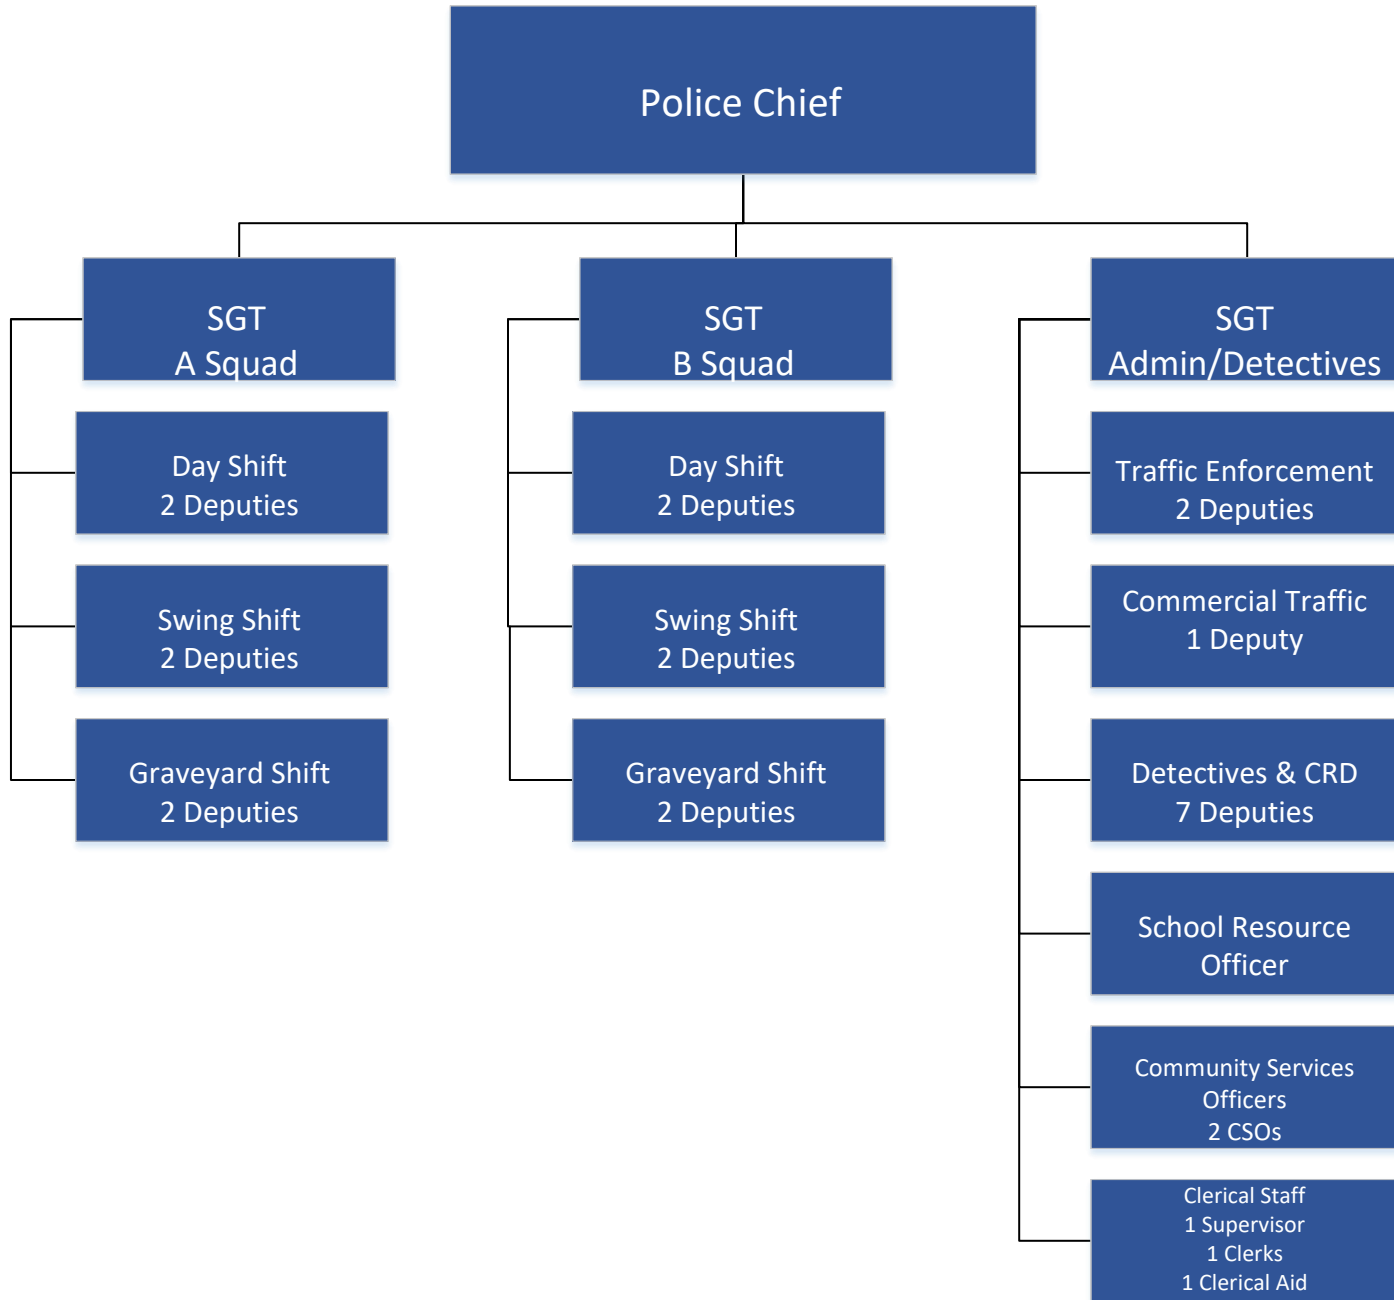 Police Chief
SGT
A Squad
Day Shift
2 Deputies
Swing Shift
2 Deputies
Graveyard Shift
2 Deputies
SGT
B Squad
Day Shift
2 Deputies
Swing Shift
2 Deputies
Graveyard Shift
2 Deputies
SGT
Admin/Detectives
Traffic Enforcement
2 Deputies
Commercial Traffic
1 Deputy
Detectives & CRD
7 Deputies
School Resource
Officer
Community Services
Officers
2 CSOs
Clerical Staff
1 Supervisor
1 Clerks
1 Clerical Aid